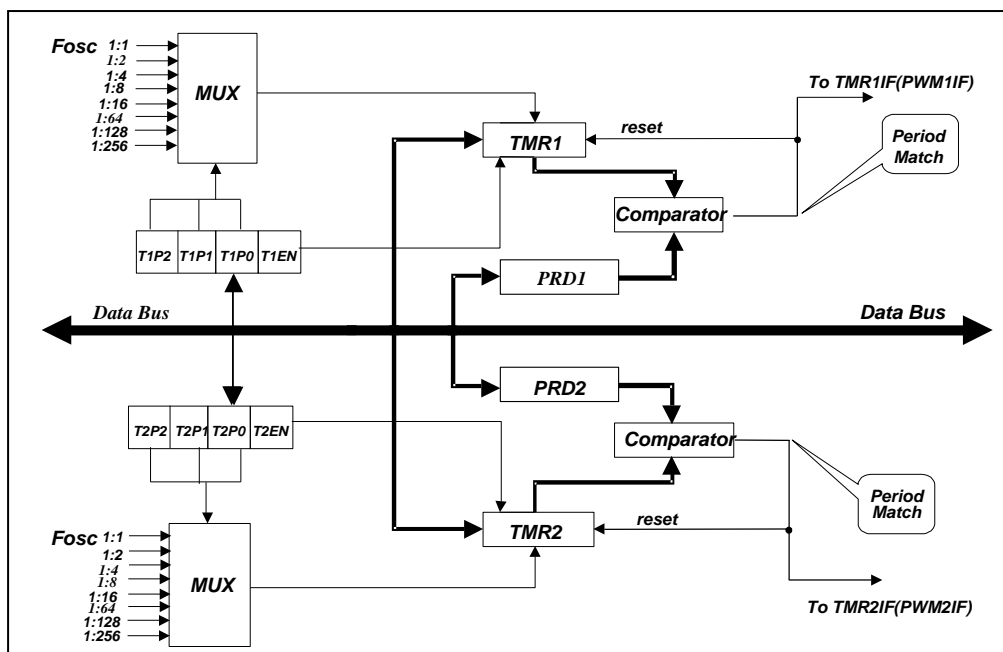 Fosc
1:1
1:2
1:4
1:8
1:16
1:64
1:128
1:256
MUX
To TMR1IF(PWM1IF)
TMR1
reset
Period
Match
Comparator
T1P2 T1P1 T1P0 T1EN
PRD1
Data Bus
Data Bus
PRD2
T2P2 T2P1 T2P0 T2EN
Comparator
Period
Match
TMR2
reset
Fosc
1:1
1:2
1:4
1:8
1:16
1:64
1:128
1:256
MUX
To TMR2IF(PWM2IF)